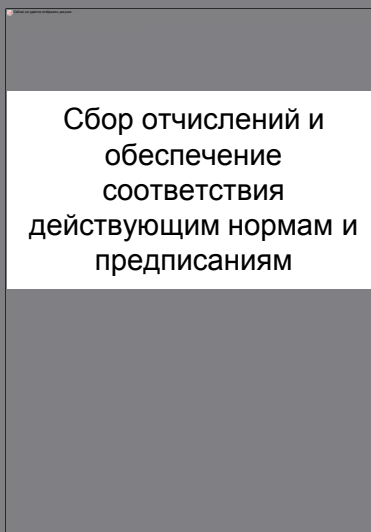 Сбор отчислений и
обеспечение
соответствия
действующим нормам и
предписаниям